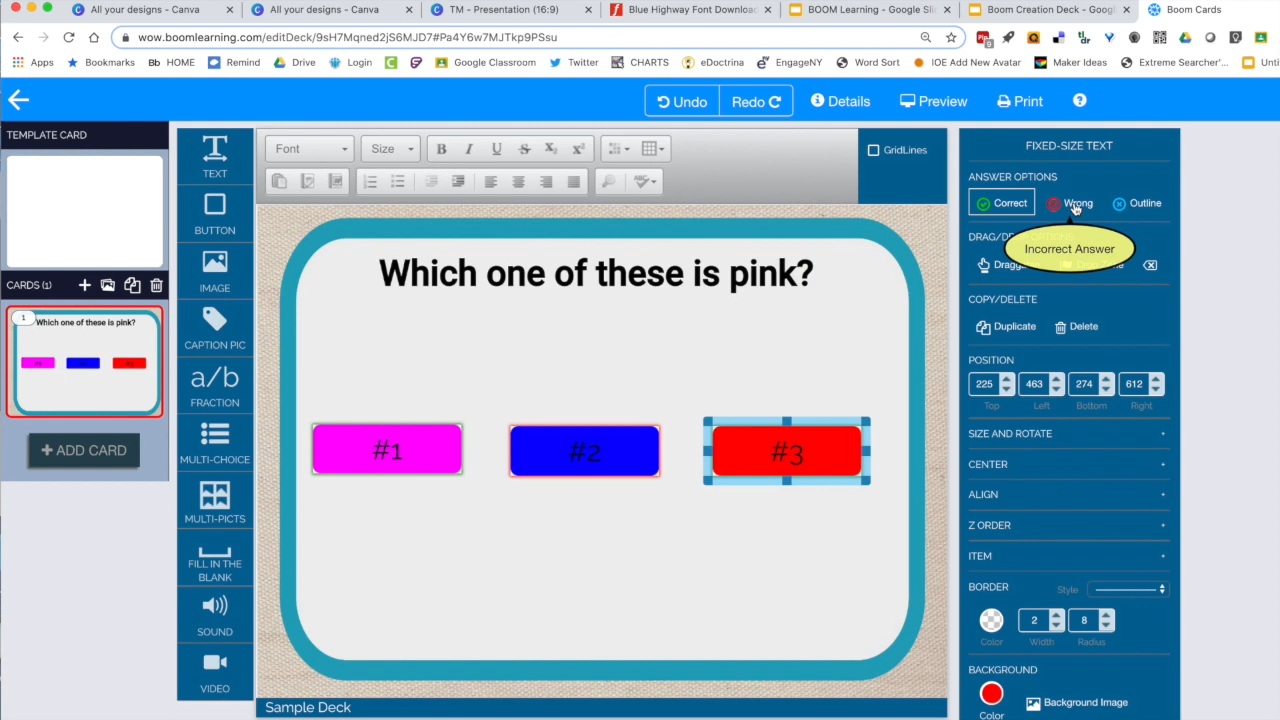 All your designs - Canva
All your designs - Canva
TM - Presentation (16:9)
Blue Highway Font Download
BOOM Learning - Google Sli
Boom Creation Deck - Goog
Boom Cards
wow.boomlearning.com/editDeck/9sH7Mqned2jS6MJD7#Pa4Y6w7MJTkp9PSsu
Apps
Bookmarks
Bb HOME
Remind
Drive
Login
Google Classroom
Twitter
CHARTS
eDoctrina
EngageNY
Word Sort
IOE Add New Avatar
Maker Ideas
Extreme Searcher'...
Unti
Undo
Redo
Details
Preview
Print
TEMPLATE CARD
CARDS (1)
1
Which one of these is pink?
+ ADD CARD
TEXT
BUTTON
IMAGE
CAPTION PIC
a/b
FRACTION
MULTI-CHOICE
MULTI-PICTS
FILL IN THE
BLANK
SOUND
VIDEO
Font
Size
B I U S X₂ X²
GridLines
Which one of these is pink?
#1
#2
#3
Sample Deck
FIXED-SIZE TEXT
ANSWER OPTIONS
Correct
Wrong
Outline
Incorrect Answer
COPY/DELETE
Duplicate
Delete
POSITION
225
463
274
612
Top
Left
Bottom
Right
SIZE AND ROTATE +
CENTER +
ALIGN +
Z ORDER +
ITEM +
BORDER
Style
2
8
Color
Width
Radius
BACKGROUND
Background Image
Color